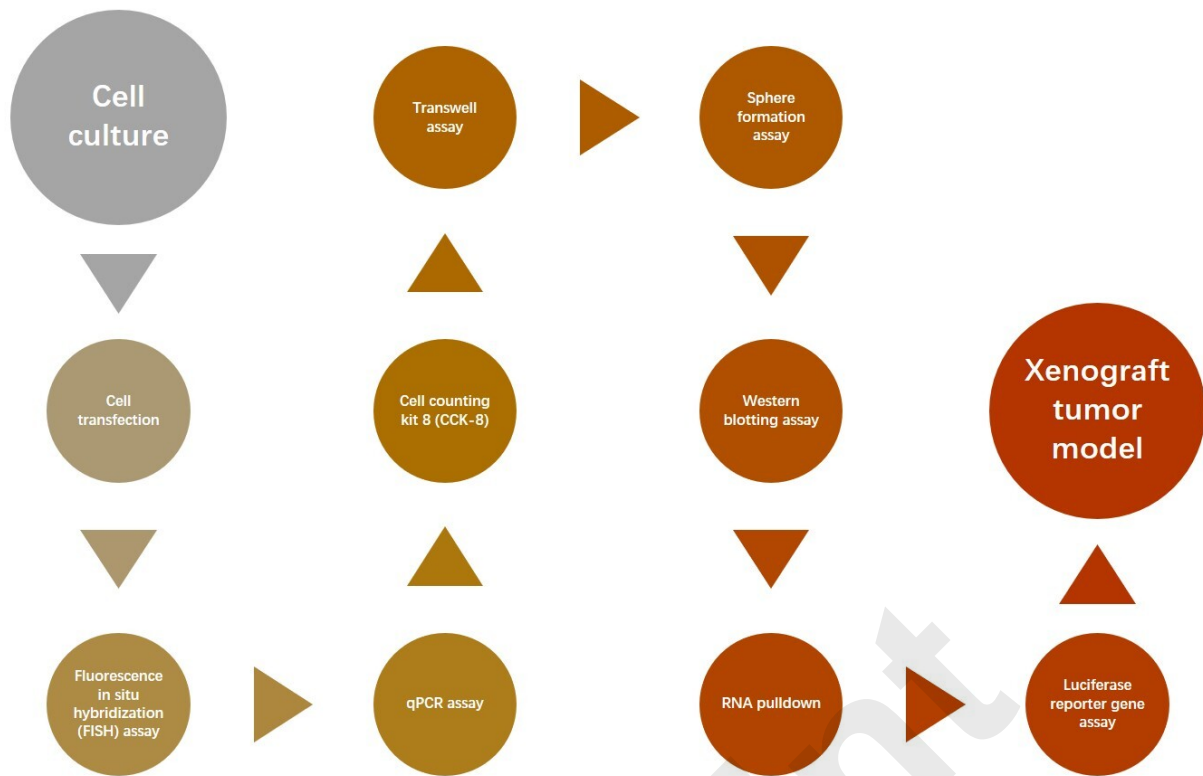 Cell
culture
Cell
transfection
Fluorescence
in situ
hybridization
(FISH) assay
qPCR assay
Cell counting
kit 8 (CCK-8)
Transwell
assay
Sphere
formation
assay
Western
blotting assay
RNA pulldown
Luciferase
reporter gene
assay
Xenograft
tumor
model